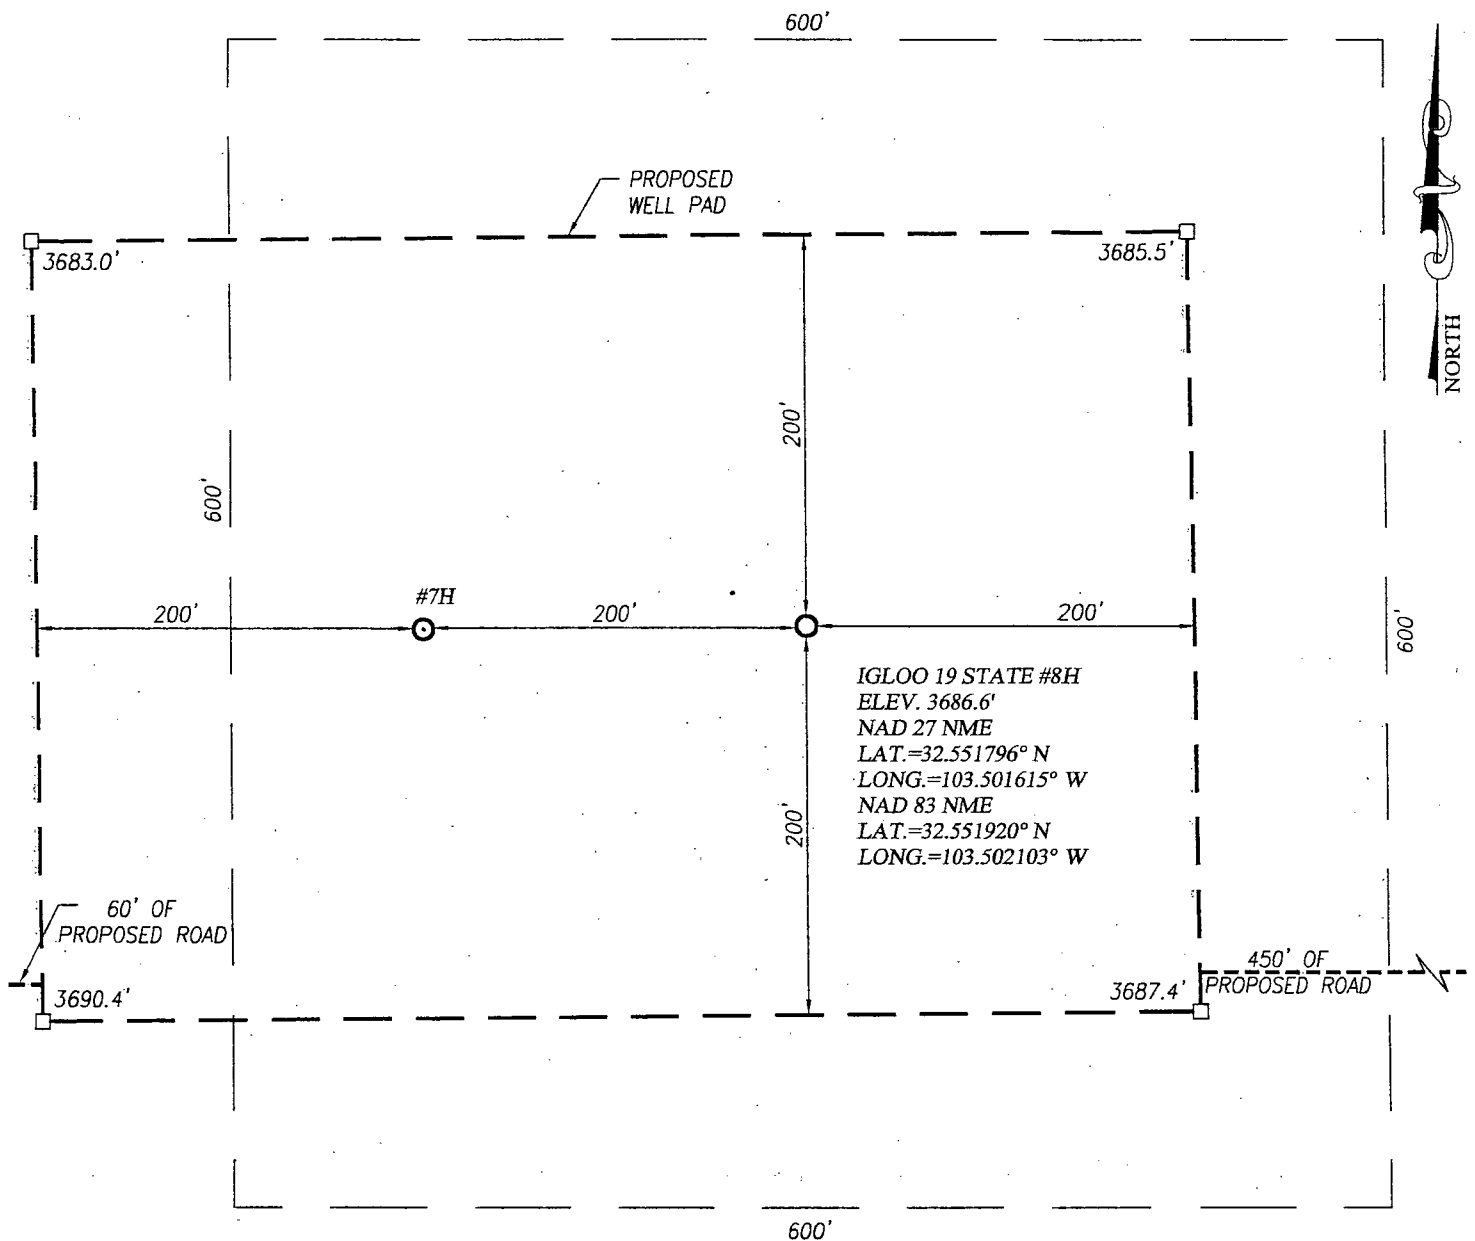 600'
PROPOSED
WELL PAD
3683.0'
3685.5'
NORTH
200'
600'
#7H
200'
200'
200'
600'
IGLOO 19 STATE #8H
ELEV. 3686.6'
NAD 27 NME
LAT.=32.551796° N
LONG.=103.501615° W
NAD 83 NME
LAT.=32.551920° N
LONG.=103.502103° W
200'
60' OF
PROPOSED ROAD
450' OF
PROPOSED ROAD
3690.4'
3687.4'
600'